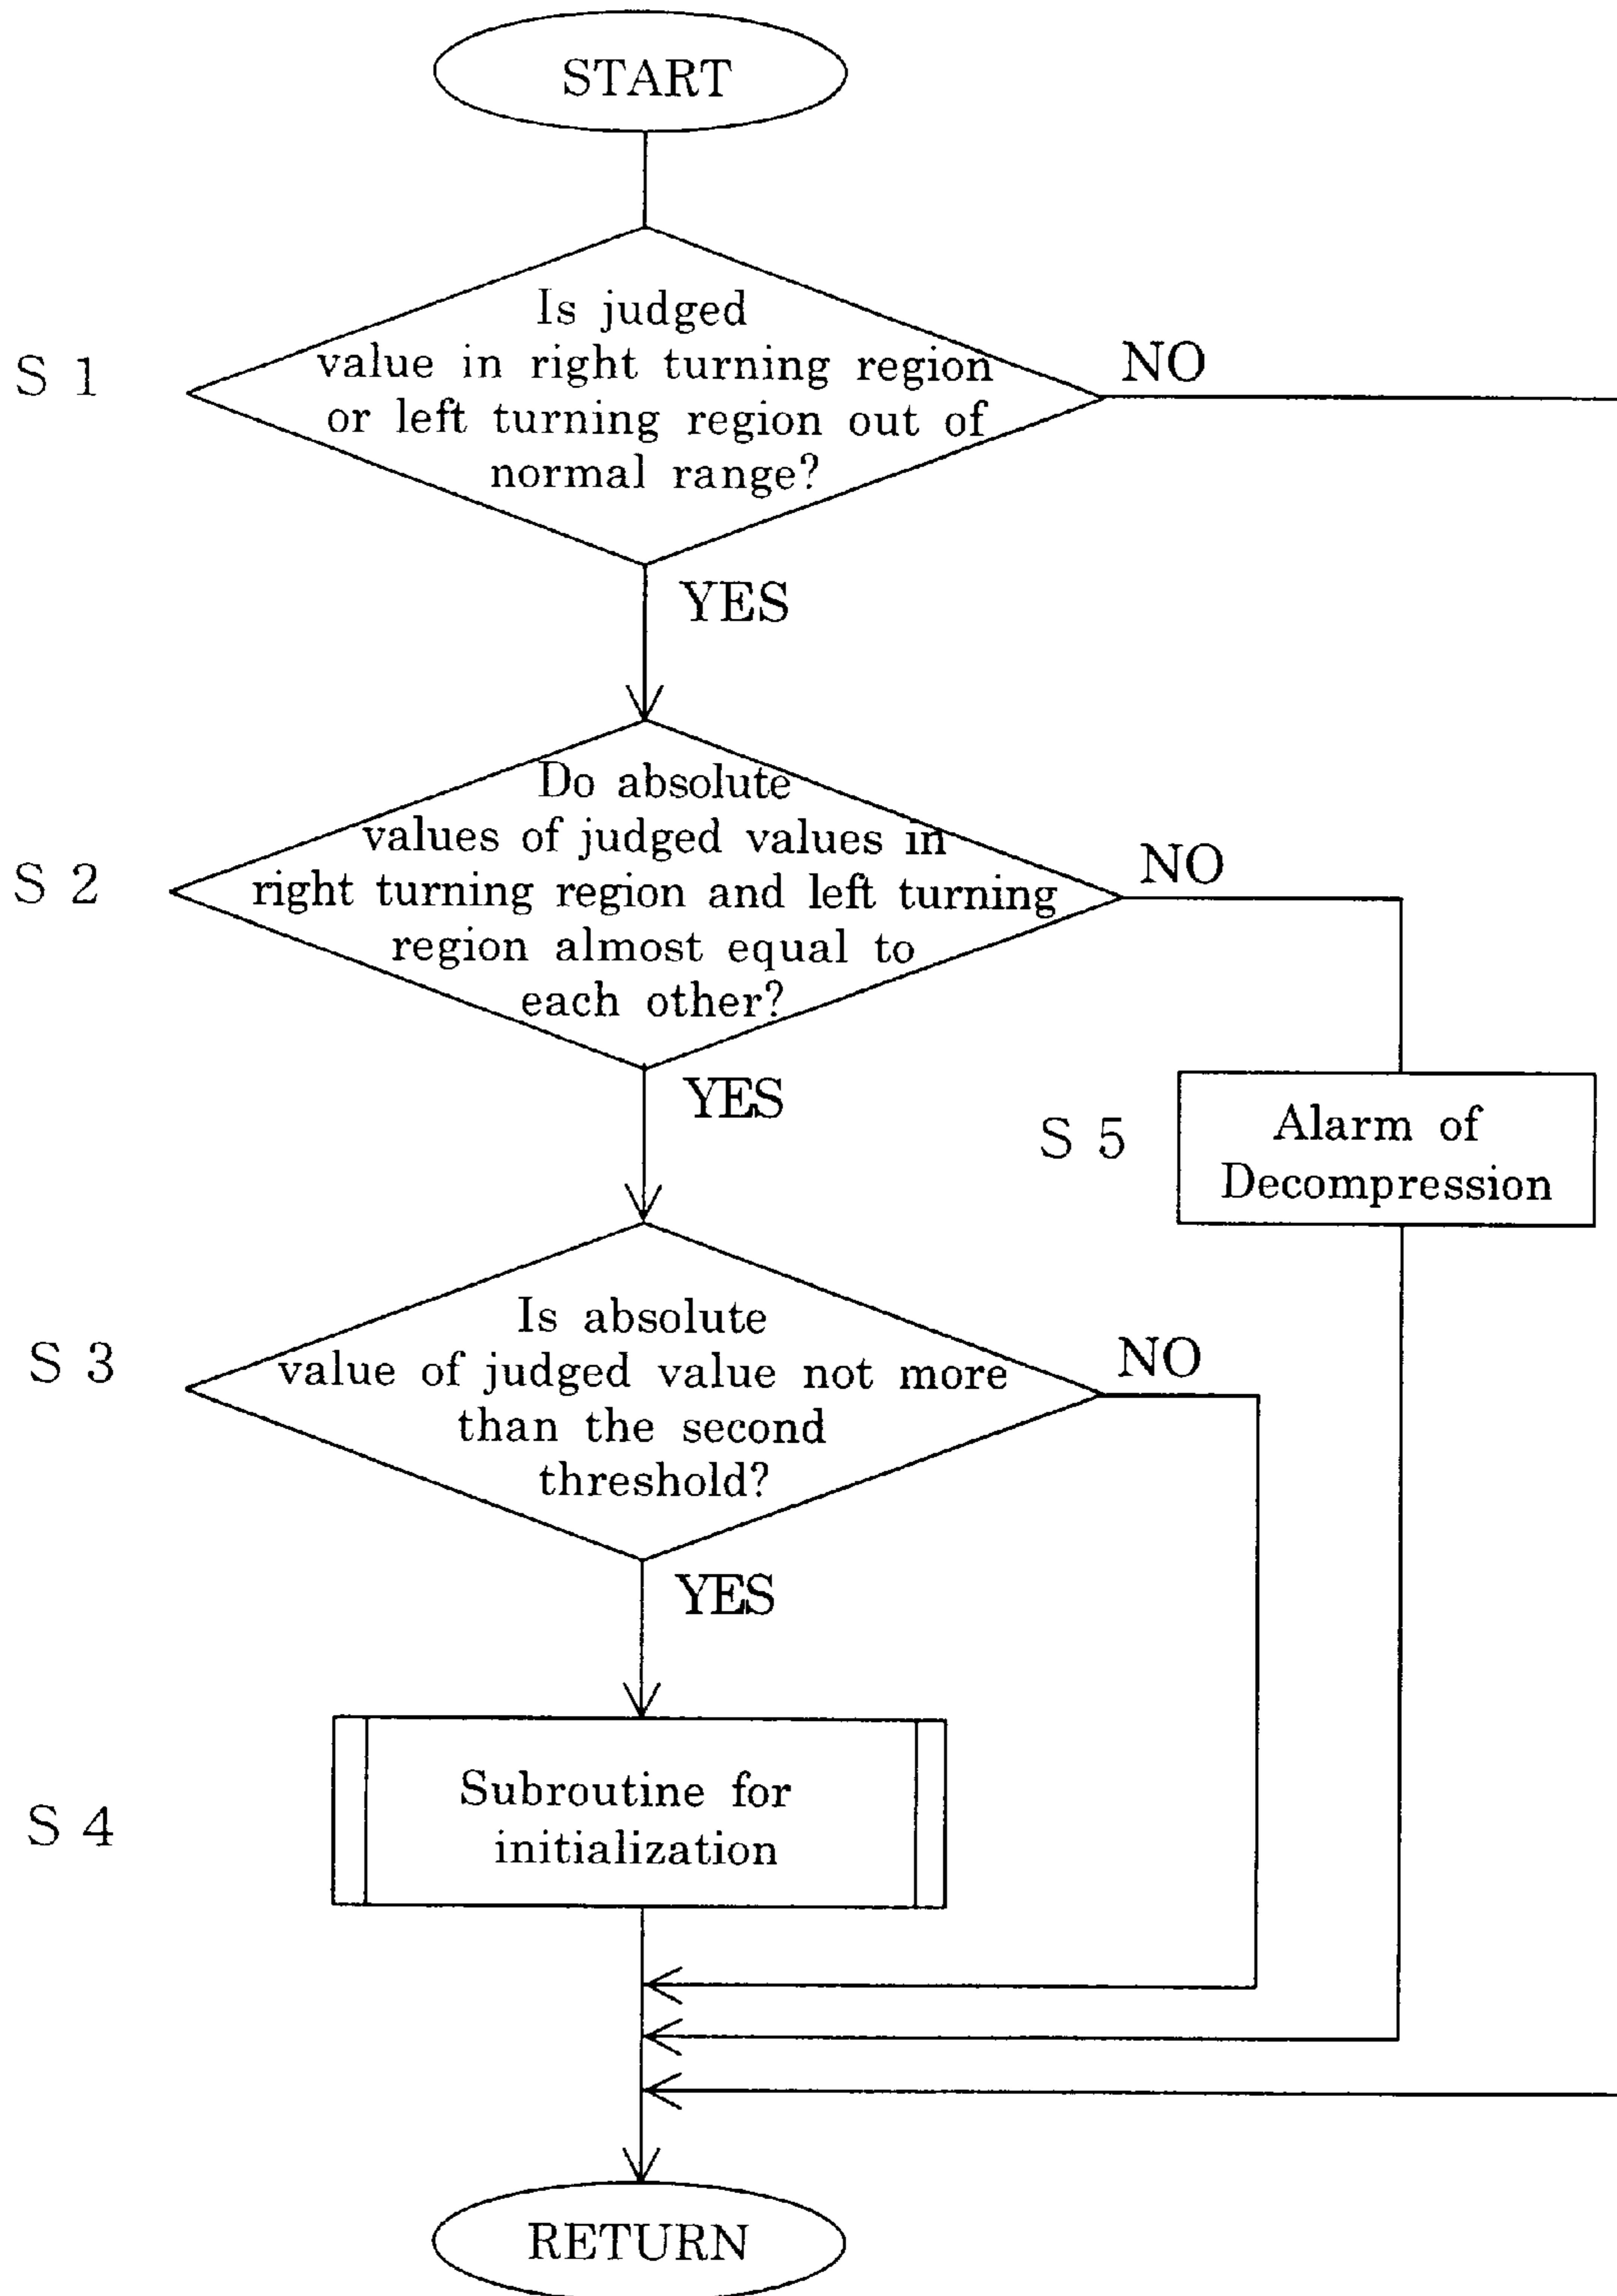 START
S 1
Is judged
value in right turning region
or left turning region out of
normal range?
NO
YES
S 2
Do absolute
values of judged values in
right turning region and left turning
region almost equal to
each other?
NO
YES
S 5
Alarm of
Decompression
S 3
Is absolute
value of judged value not more
than the second
threshold?
NO
YES
S 4
Subroutine for
initialization
RETURN